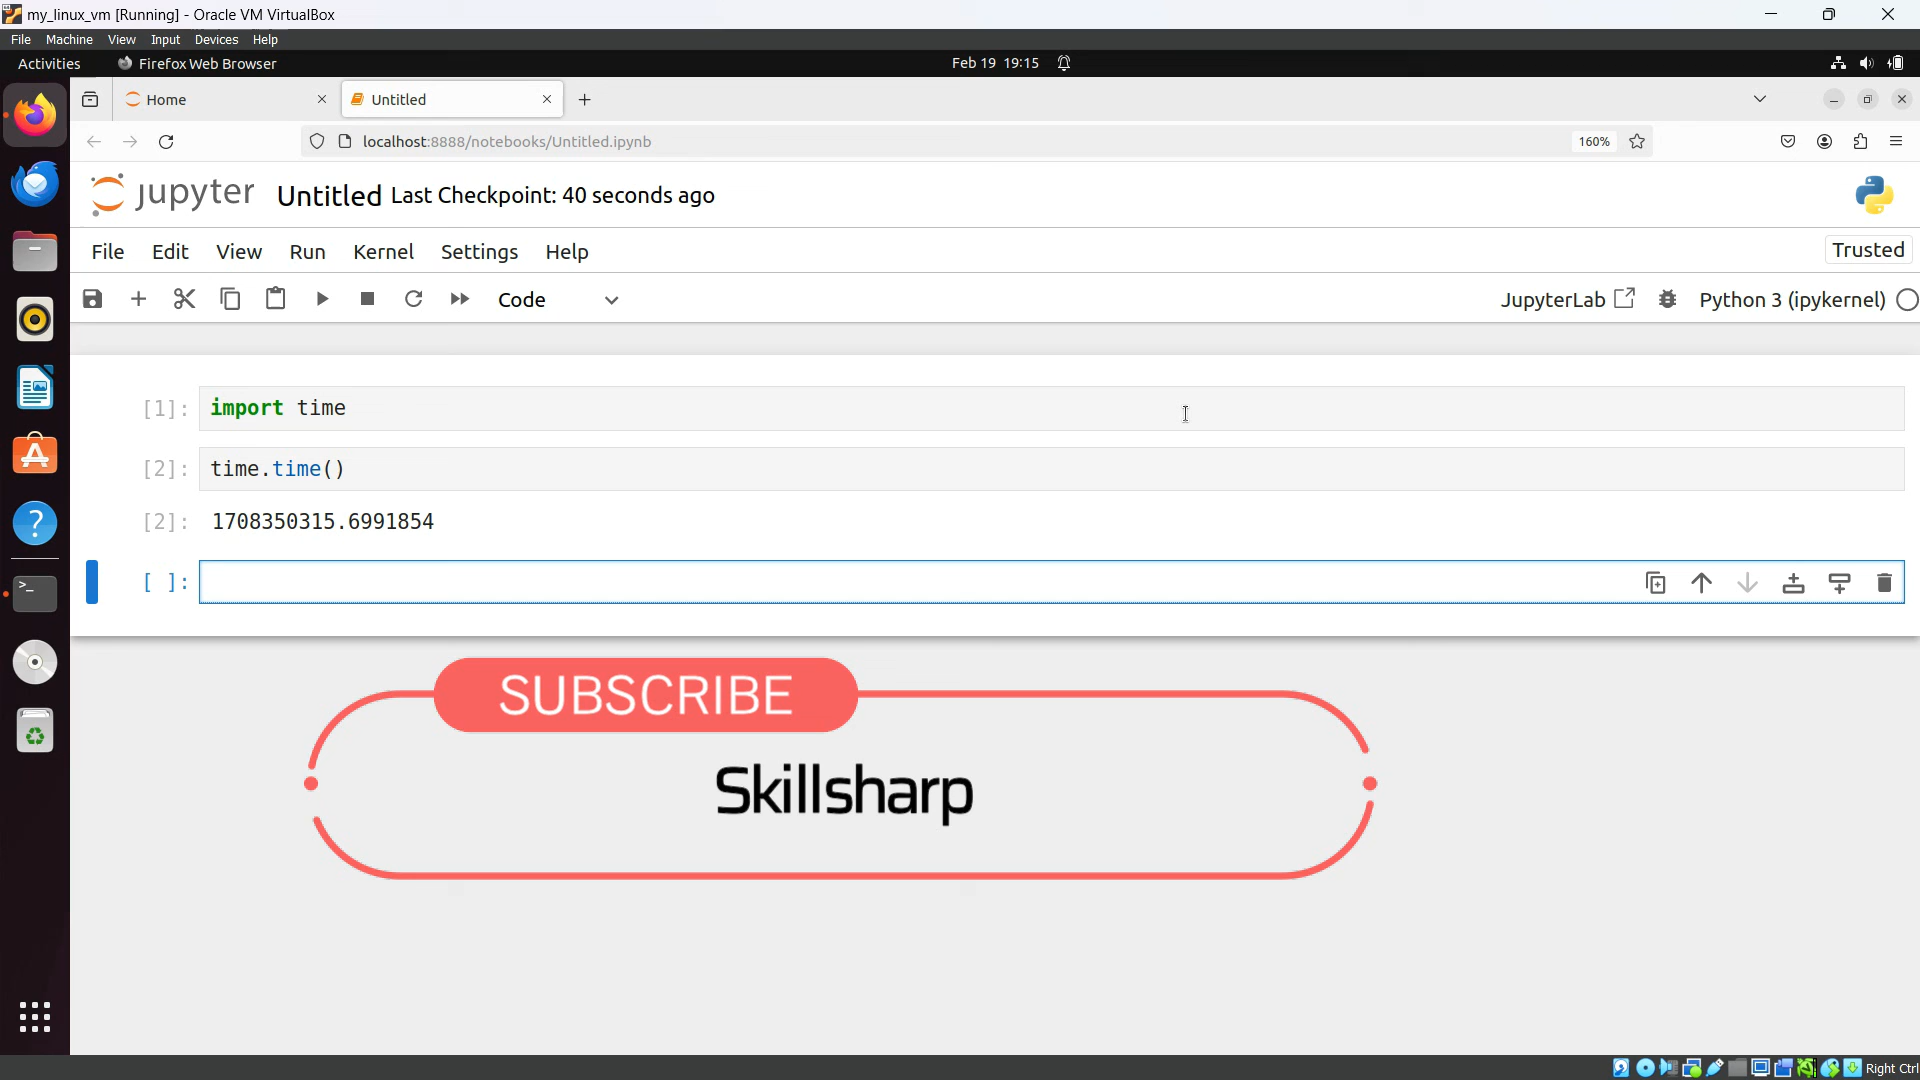 my_linux_vm [Running] - Oracle VM VirtualBox
File Machine View Input Devices Help
Activities Firefox Web Browser Feb 19 19:15
Home Untitled
localhost:8888/notebooks/Untitled.ipynb 160%
jupyter Untitled Last Checkpoint: 40 seconds ago
File Edit View Run Kernel Settings Help Trusted
Code JupyterLab Python 3 (ipykernel)
[1]: import time
[2]: time.time()
[2]: 1708350315.6991854
[ ]:
SUBSCRIBE
Skillsharp
Right Ctrl